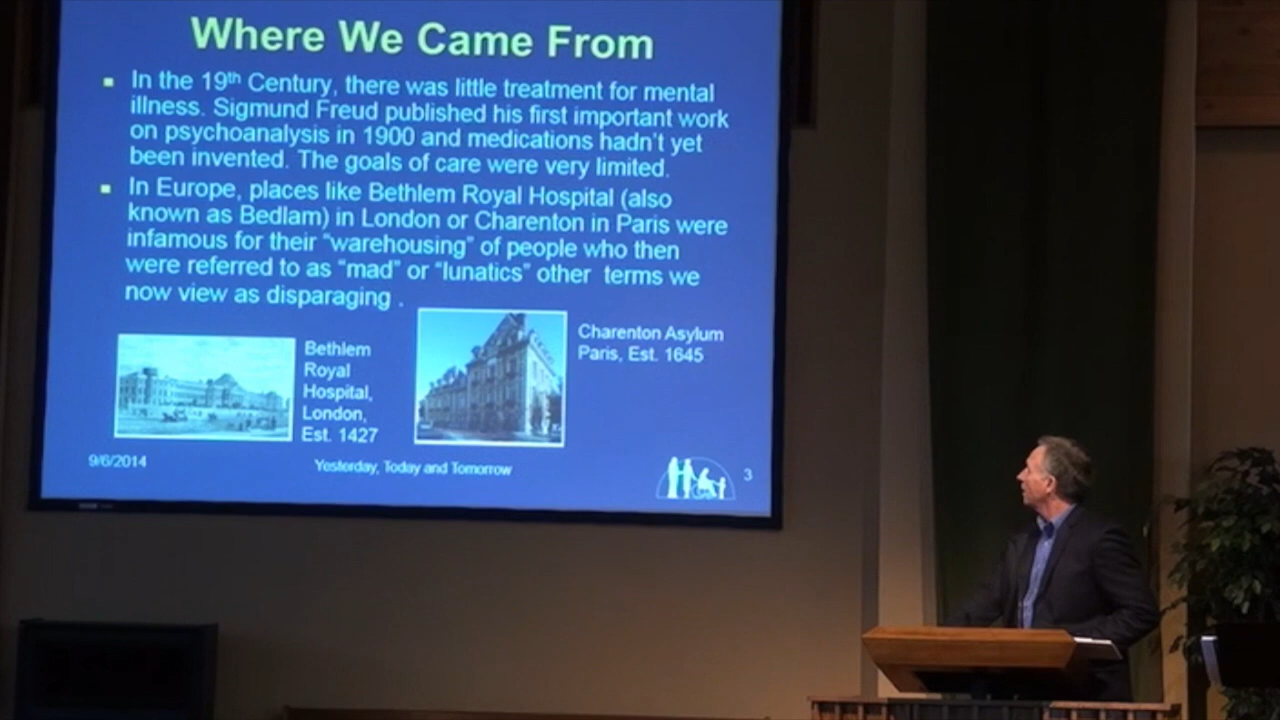 Where We Came From
In the 19th Century, there was little treatment for mental
illness. Sigmund Freud published his first important work
on psychoanalysis in 1900 and medications hadn't yet
been invented. The goals of care were very limited.
In Europe, places like Bethlem Royal Hospital (also
known as Bedlam) in London or Charenton in Paris were
infamous for their "warehousing" of people who then
were referred to as "mad" or "lunatics" other terms we
now view as disparaging .
Bethlem
Royal
Hospital,
London,
Est. 1427
Charenton Asylum
Paris, Est. 1645
9/6/2014
Yesterday, Today and Tomorrow
3